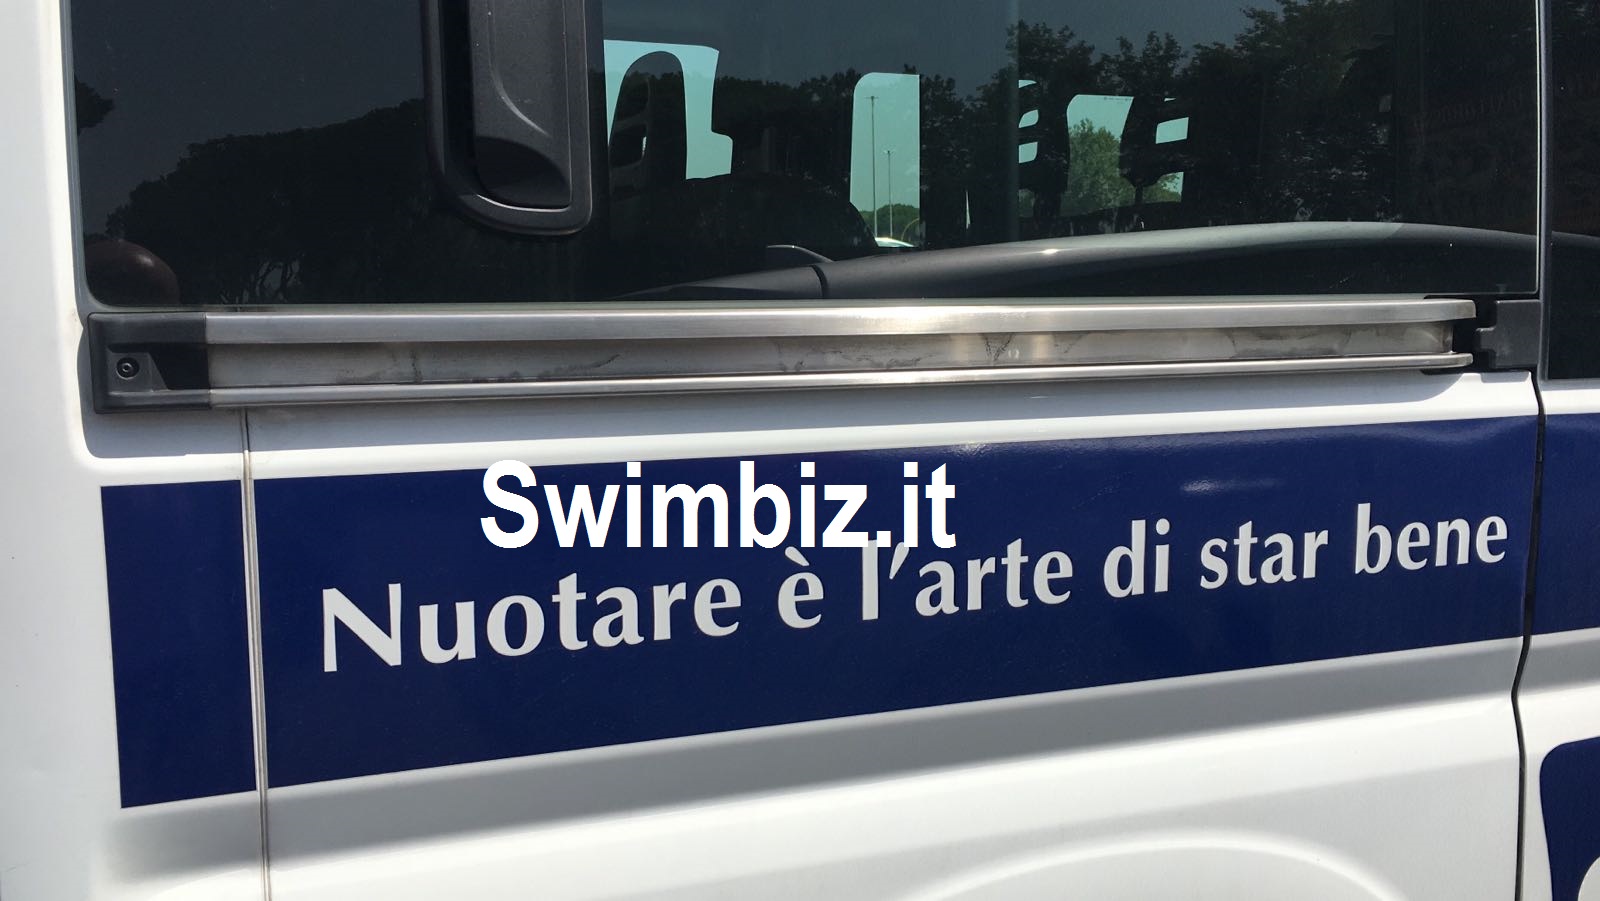 Swimbiz.it
Nuotare è l'arte di star bene